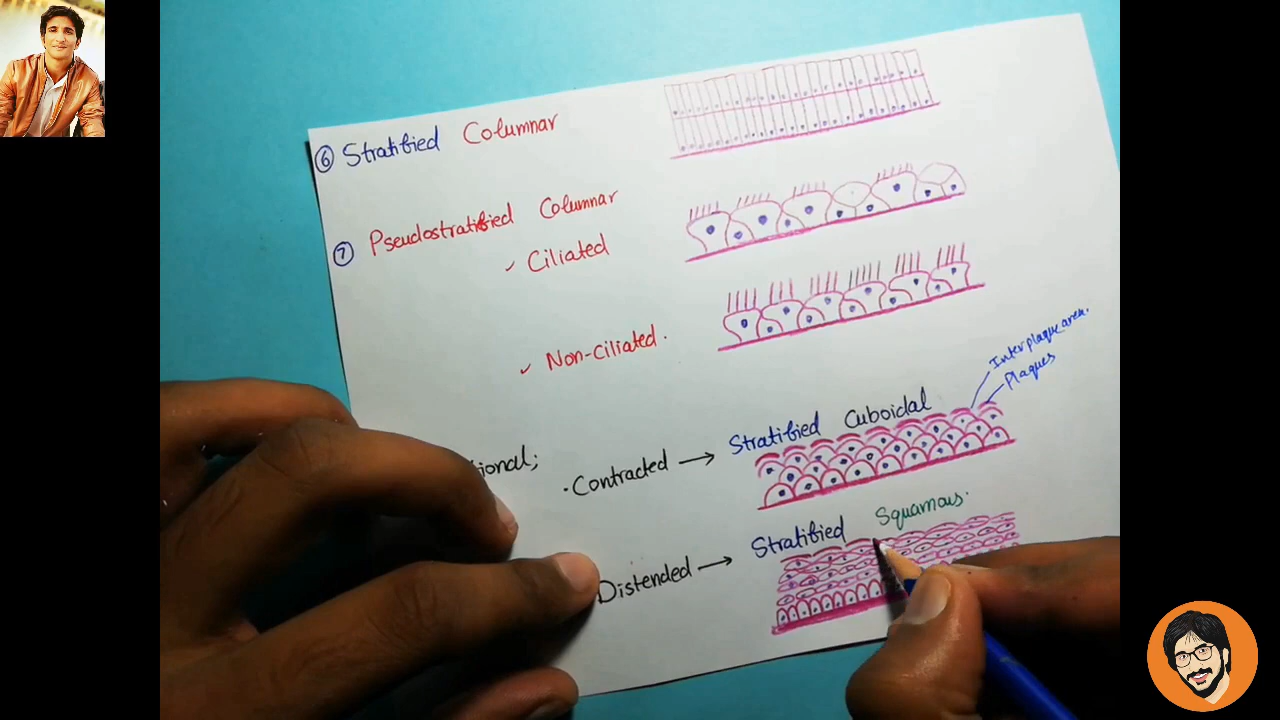 ⑥ Stratified Columnar
⑦ Pseudostratified Columnar
✓ Ciliated
✓ Non-Ciliated.
Interplaque area.
Plaques
Stratified Cuboidal
·Contracted →
Squamous.
Stratified
Distended →